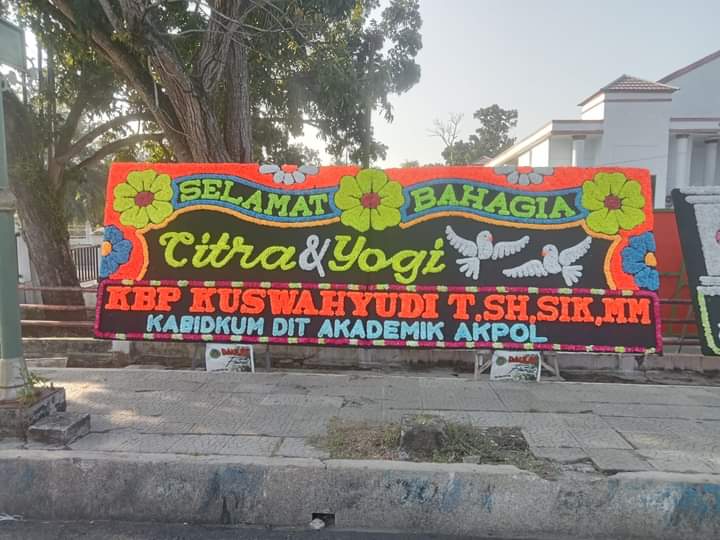 SELAMAT BAHAGIA
Citra & Yogi
KBP KUSWAHYUDI T,SH,SIK,MM
KABIDKUM DIT AKADEMIK AKPOL